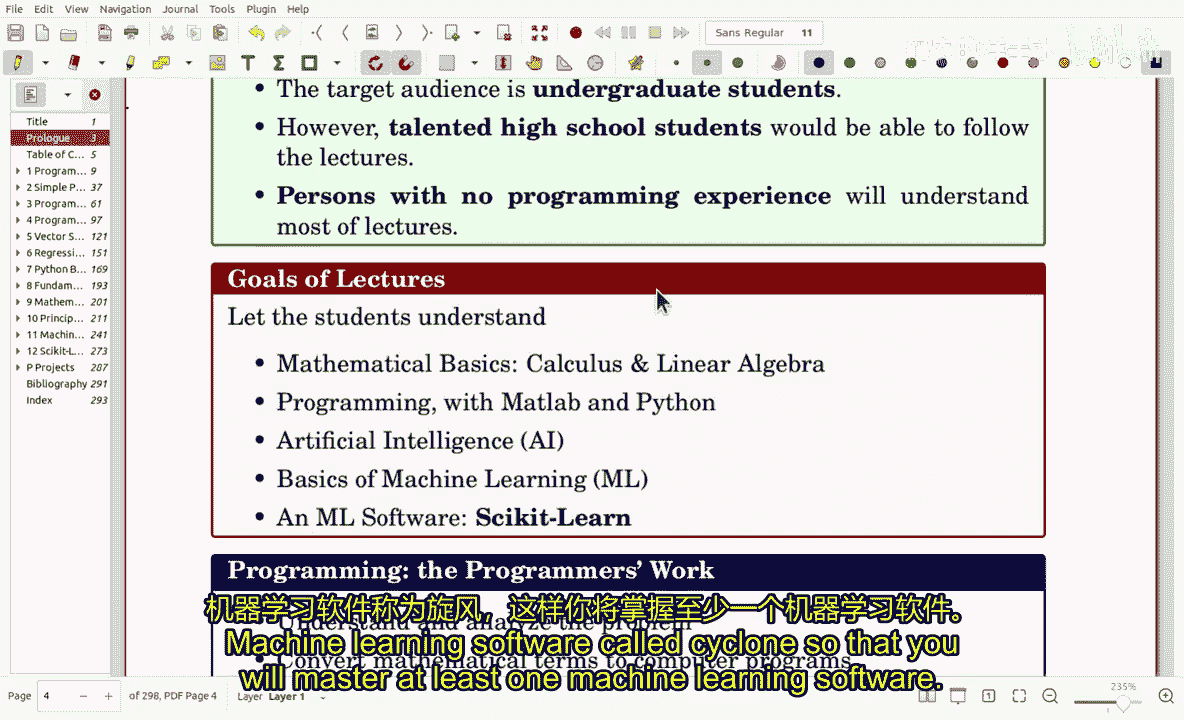 File Edit View Navigation Journal Tools Plugin Help
Sans Regular 11
Title 1
Prologue 3
Table of C... 5
1 Program... 9
2 Simple P... 37
3 Program... 61
4 Program... 97
5 Vector S... 121
6 Regressi... 151
7 Python B... 169
8 Fundam... 193
9 Mathem... 201
10 Princip... 211
11 Machin... 241
12 Scikit-L... 273
P Projects 287
Bibliography 291
Index 293
• The target audience is undergraduate students.
• However, talented high school students would be able to follow
the lectures.
• Persons with no programming experience will understand
most of lectures.
Goals of Lectures
Let the students understand
• Mathematical Basics: Calculus & Linear Algebra
• Programming, with Matlab and Python
• Artificial Intelligence (AI)
• Basics of Machine Learning (ML)
• An ML Software: Scikit-Learn
Programming: the Programmers' Work
• Understand and analyze the problem
• Convert mathematical terms to computer programs
机器学习软件称为旋风，这样你将掌握至少一个机器学习软件。
Machine learning software called cyclone so that you
will master at least one machine learning software.
Page 4 of 298, PDF Page 4 Layer Layer 1 235%